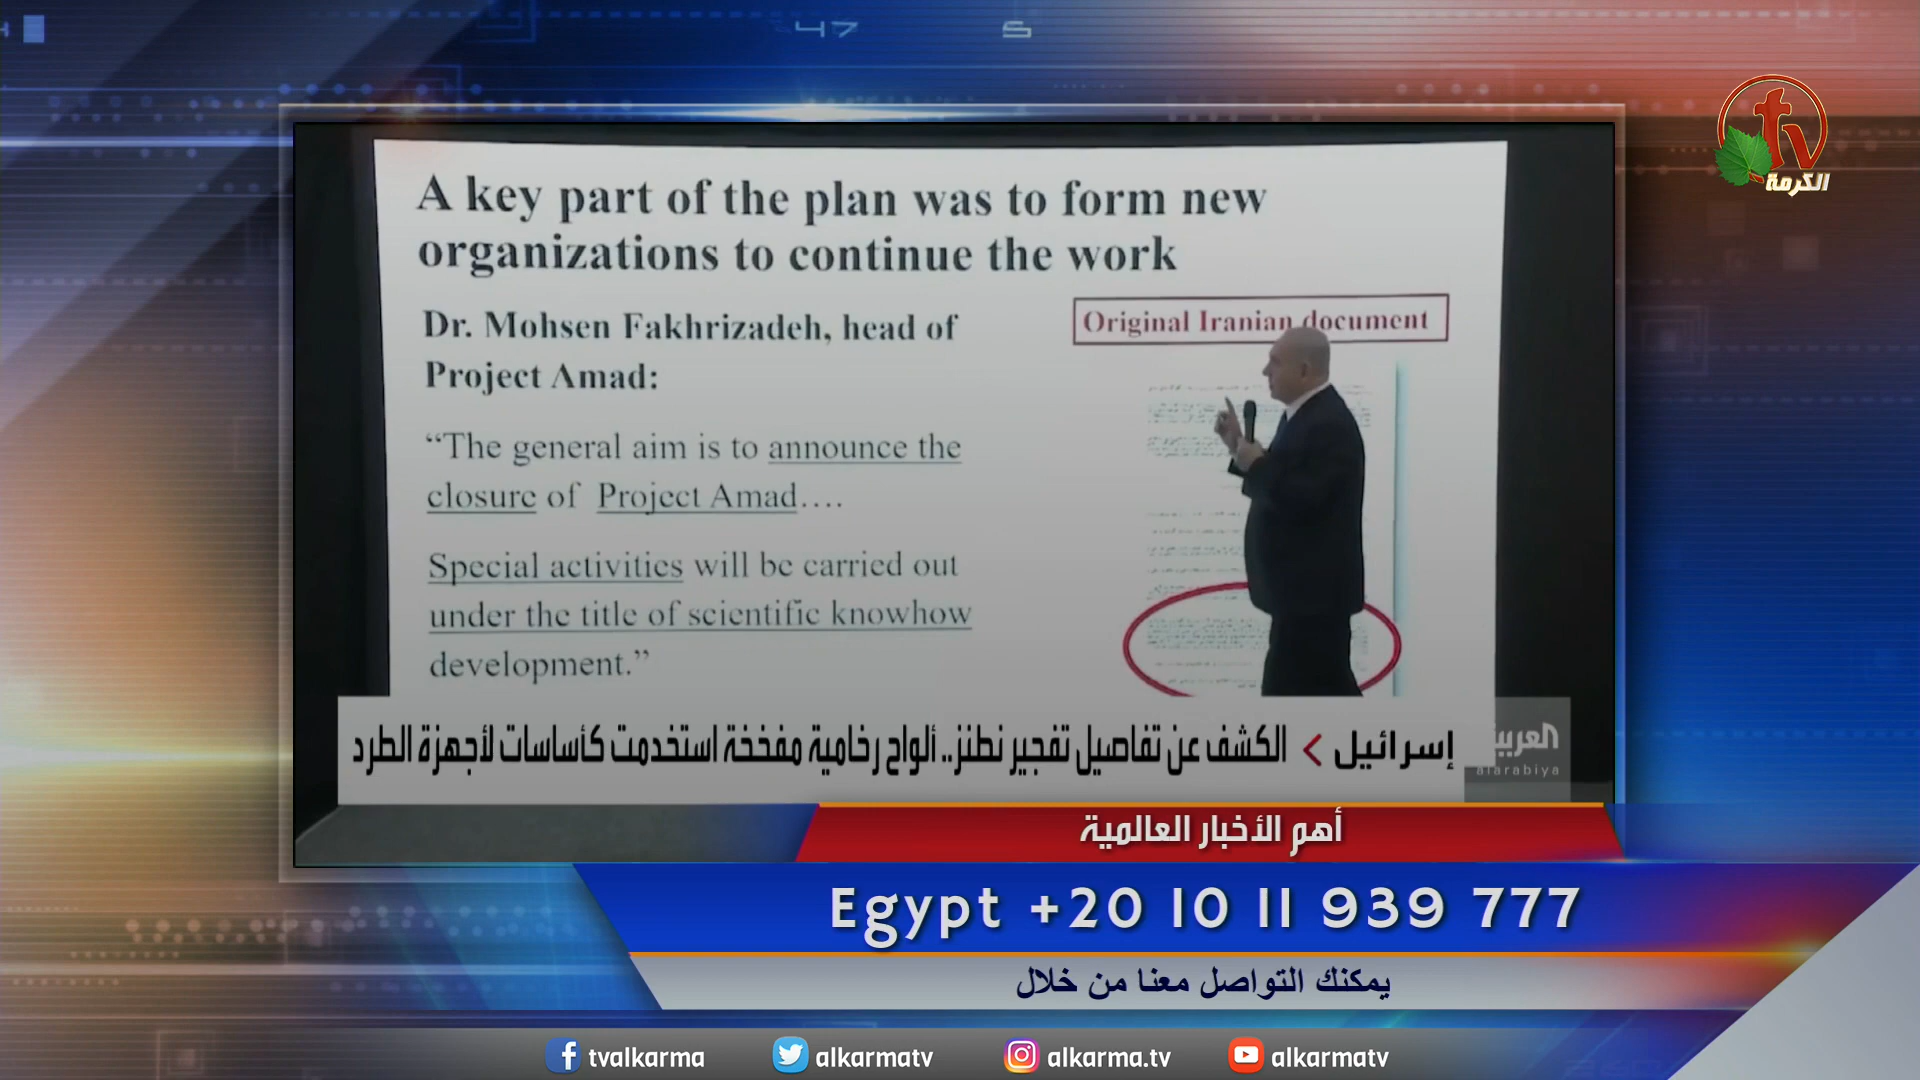 47 S
tv
الكرمة
A key part of the plan was to form new
organizations to continue the work
Dr. Mohsen Fakhrizadeh, head of
Project Amad:
Original Iranian document
“The general aim is to announce the
closure of Project Amad....
Special activities will be carried out
under the title of scientific knowhow
development.”
إسرائيل > الكشف عن تفاصيل تفجير نطنز.. ألواح رخامية مفخخة استخدمت كأساسات لأجهزة الطرد
العربية
alarabiya
أهم الأخبار العالمية
Egypt +20 10 11 939 777
يمكنك التواصل معنا من خلال
tvalkarma
alkarmatv
alkarma.tv
alkarmatv